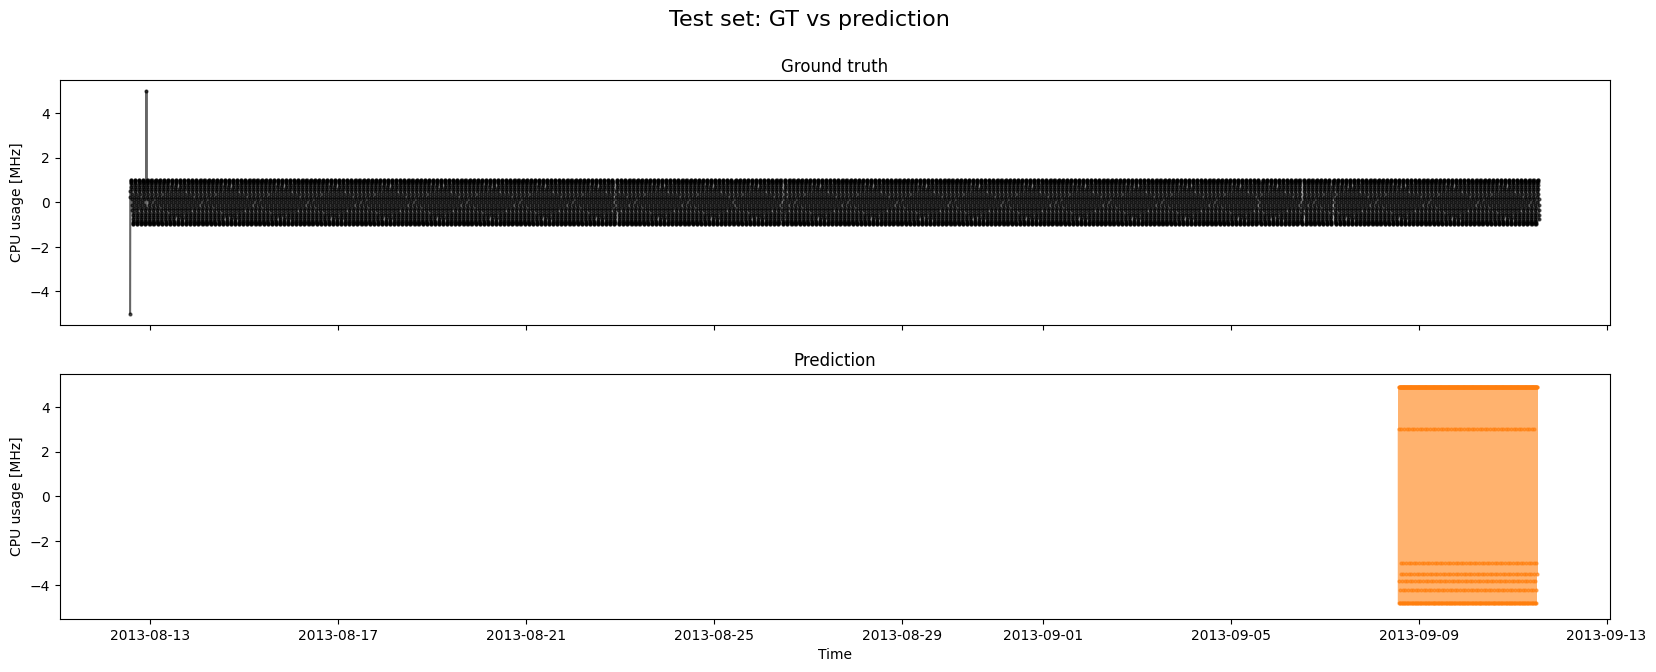 Test set: GT vs prediction
Ground truth
CPU usage [MHz]
4
2
0
−2
−4
Prediction
CPU usage [MHz]
4
2
0
−2
−4
2013-08-13 2013-08-17 2013-08-21 2013-08-25 2013-08-29 2013-09-01 2013-09-05 2013-09-09 2013-09-13
Time